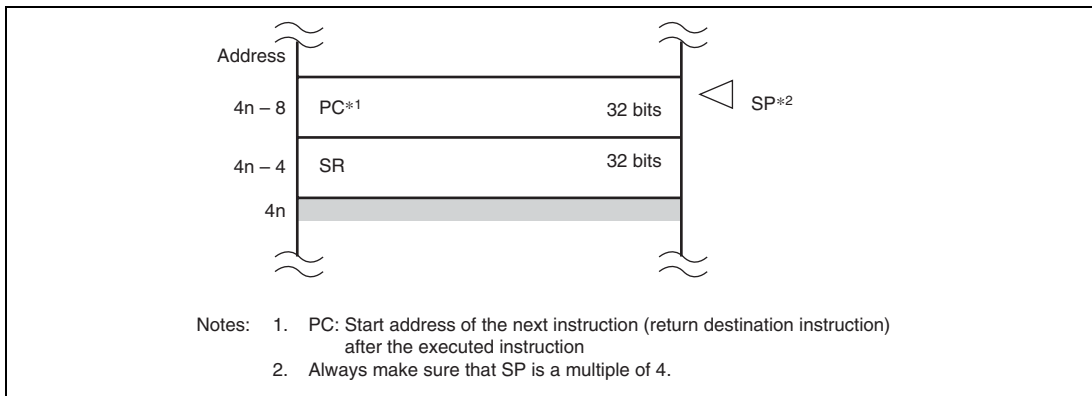 Address
4n – 8 PC*1 32 bits SP*2
4n – 4 SR 32 bits
4n
Notes: 1. PC: Start address of the next instruction (return destination instruction)
after the executed instruction
2. Always make sure that SP is a multiple of 4.